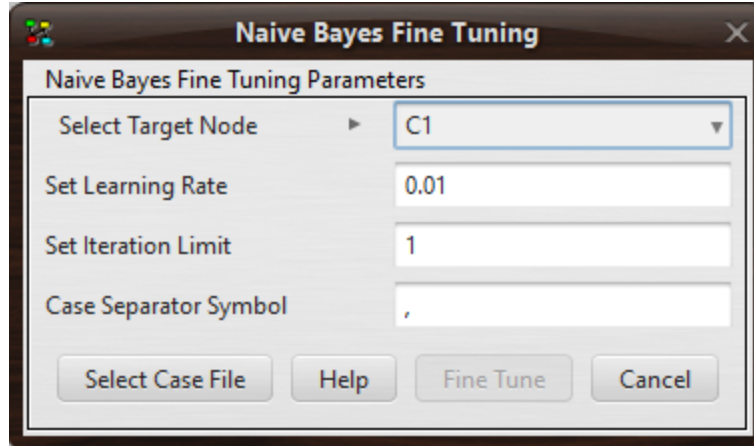 Naive Bayes Fine Tuning
Naive Bayes Fine Tuning Parameters
Select Target Node C1
Set Learning Rate 0.01
Set Iteration Limit 1
Case Separator Symbol ,
Select Case File Help Fine Tune Cancel